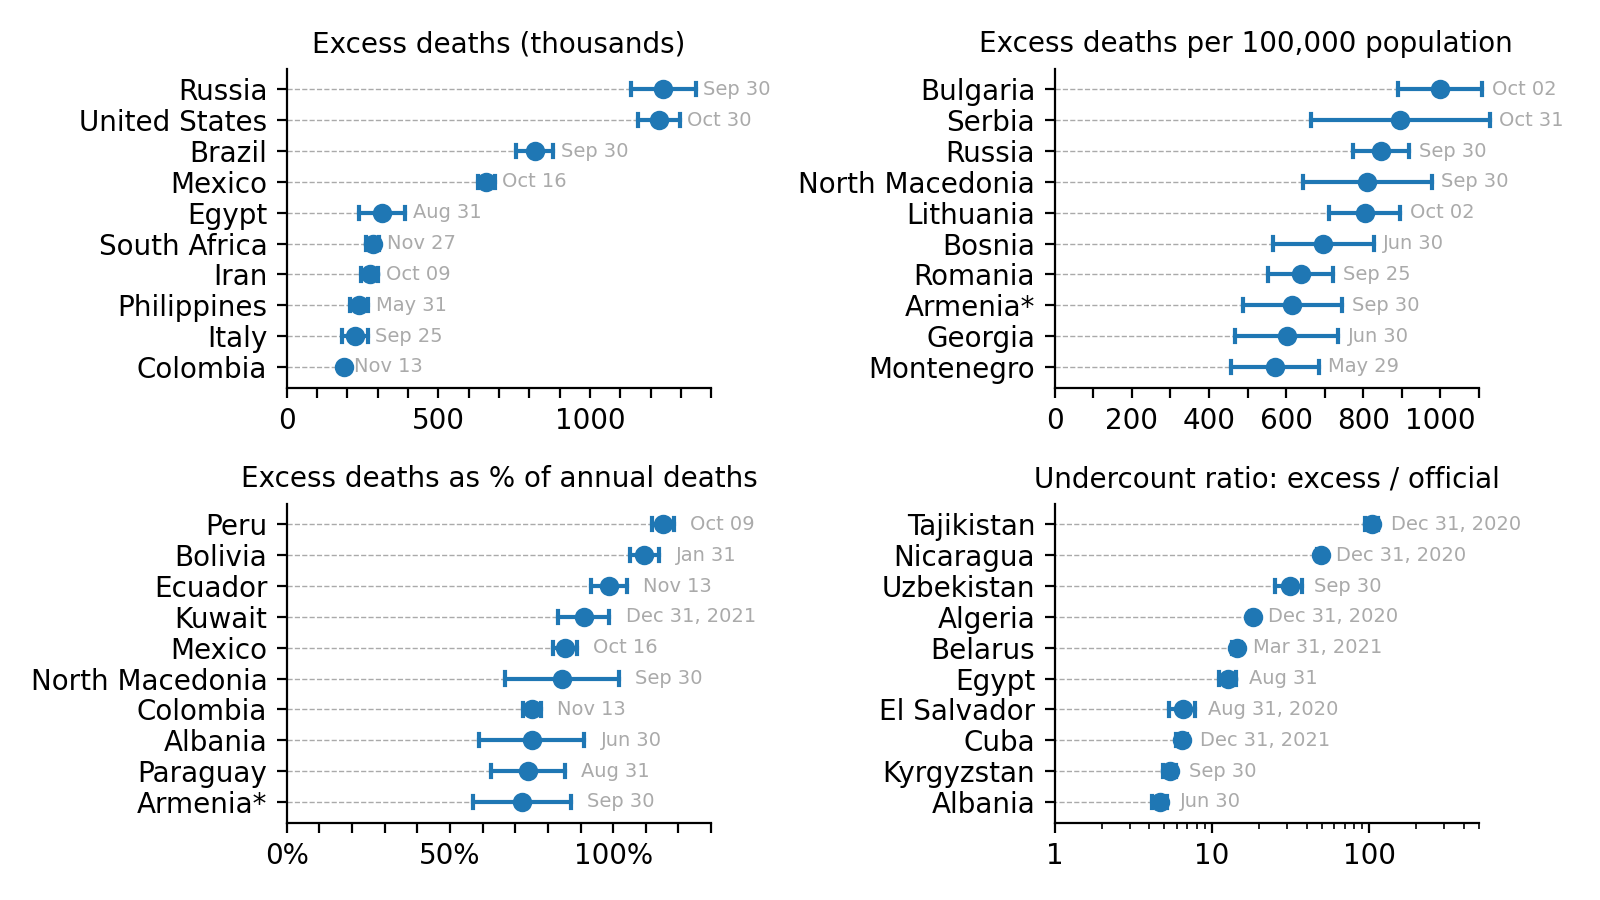 Excess deaths (thousands)
Russia Sep 30
United States Oct 30
Brazil Sep 30
Mexico Oct 16
Egypt Aug 31
South Africa Nov 27
Iran Oct 09
Philippines May 31
Italy Sep 25
Colombia Nov 13
0 500 1000
Excess deaths per 100,000 population
Bulgaria Oct 02
Serbia Oct 31
Russia Sep 30
North Macedonia Sep 30
Lithuania Oct 02
Bosnia Jun 30
Romania Sep 25
Armenia* Sep 30
Georgia Jun 30
Montenegro May 29
0 200 400 600 800 1000
Excess deaths as % of annual deaths
Peru Oct 09
Bolivia Jan 31
Ecuador Nov 13
Kuwait Dec 31, 2021
Mexico Oct 16
North Macedonia Sep 30
Colombia Nov 13
Albania Jun 30
Paraguay Aug 31
Armenia* Sep 30
0% 50% 100%
Undercount ratio: excess / official
Tajikistan Dec 31, 2020
Nicaragua Dec 31, 2020
Uzbekistan Sep 30
Algeria Dec 31, 2020
Belarus Mar 31, 2021
Egypt Aug 31
El Salvador Aug 31, 2020
Cuba Dec 31, 2021
Kyrgyzstan Sep 30
Albania Jun 30
1 10 100